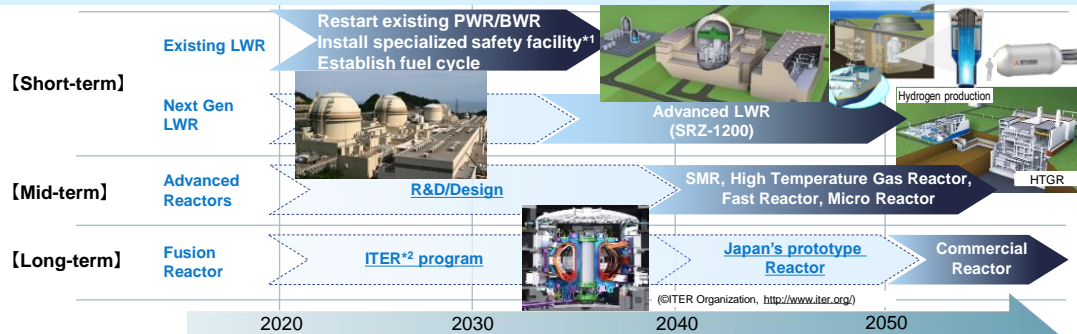 Restart existing PWR/BWR
Existing LWR
Install specialized safety facility*1
Establish fuel cycle
【Short-term】
Hydrogen production
Next Gen
LWR
Advanced LWR
(SRZ-1200)
HTGR
【Mid-term】
Advanced
Reactors
R&D/Design
SMR, High Temperature Gas Reactor,
Fast Reactor, Micro Reactor
【Long-term】
Fusion
Reactor
ITER*2 program
Japan's prototype
Reactor
Commercial
Reactor
(©ITER Organization, http://www.iter.org/)
2020
2030
2040
2050